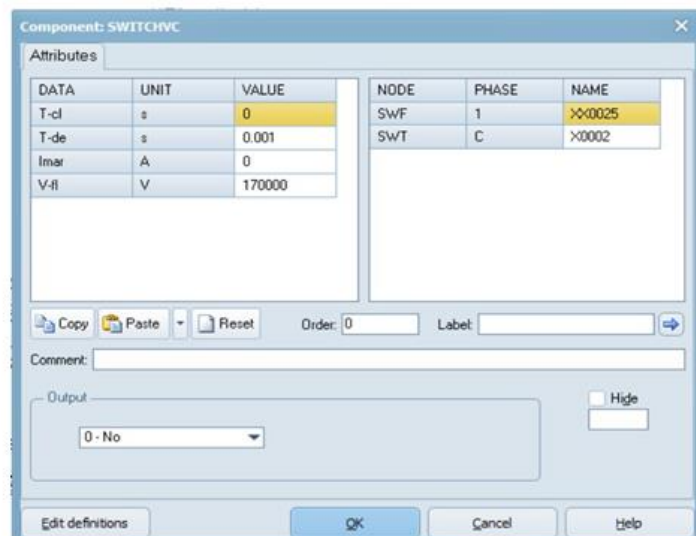 Component: SWITCHVC
Attributes
DATA UNIT VALUE
T-cl s 0
T-de s 0.001
Imar A 0
V-fl V 170000
NODE PHASE NAME
SWF 1 XX0025
SWT C X0002
Copy Paste Reset Order: 0 Label:
Comment:
Output
0 - No
Hide
Edit definitions OK Cancel Help